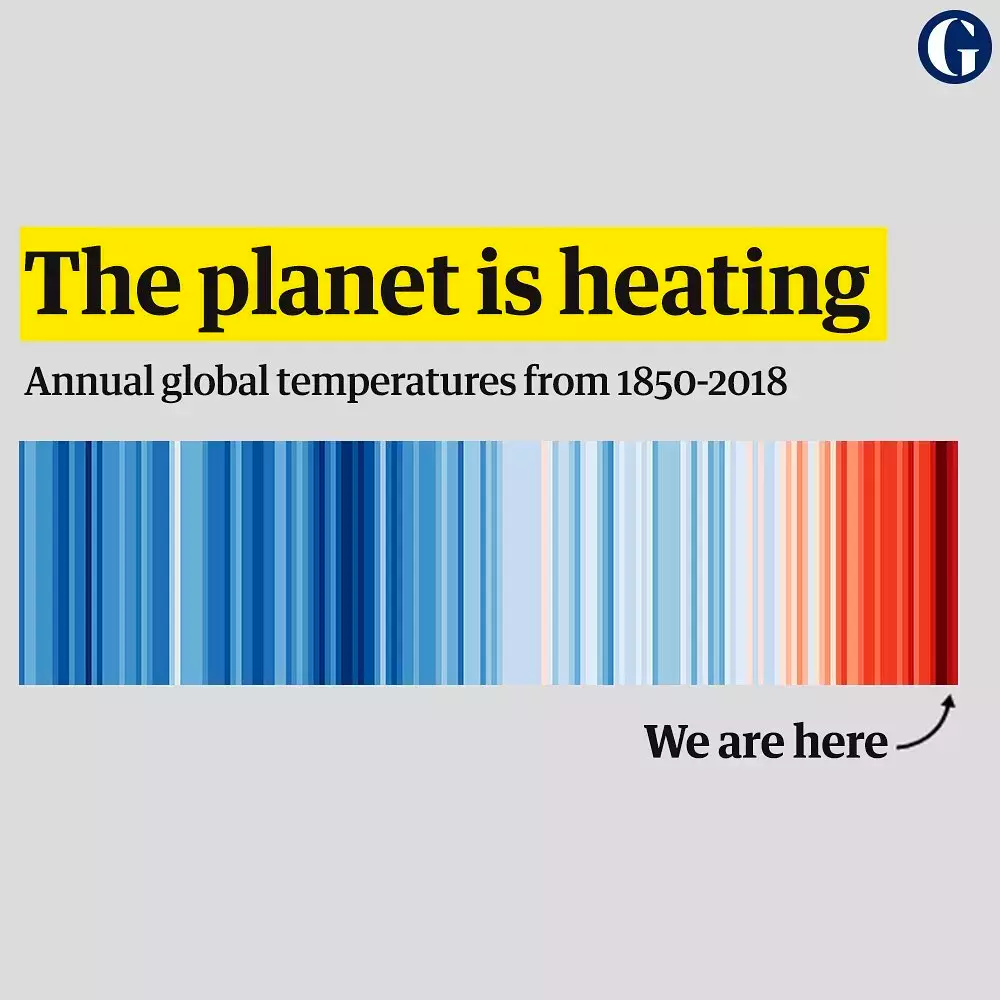 G
The planet is heating
Annual global temperatures from 1850-2018
We are here